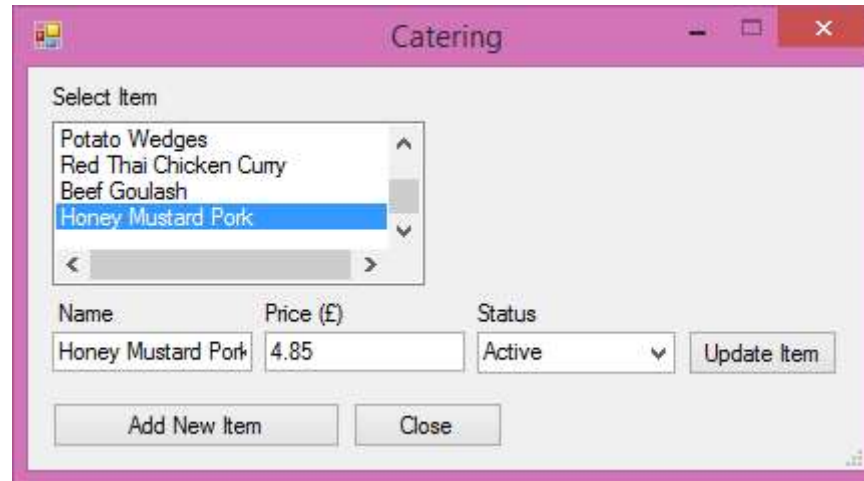 Catering
Select Item
Potato Wedges
Red Thai Chicken Curry
Beef Goulash
Honey Mustard Pork
Name Price (£) Status
Honey Mustard Pork 4.85 Active Update Item
Add New Item Close